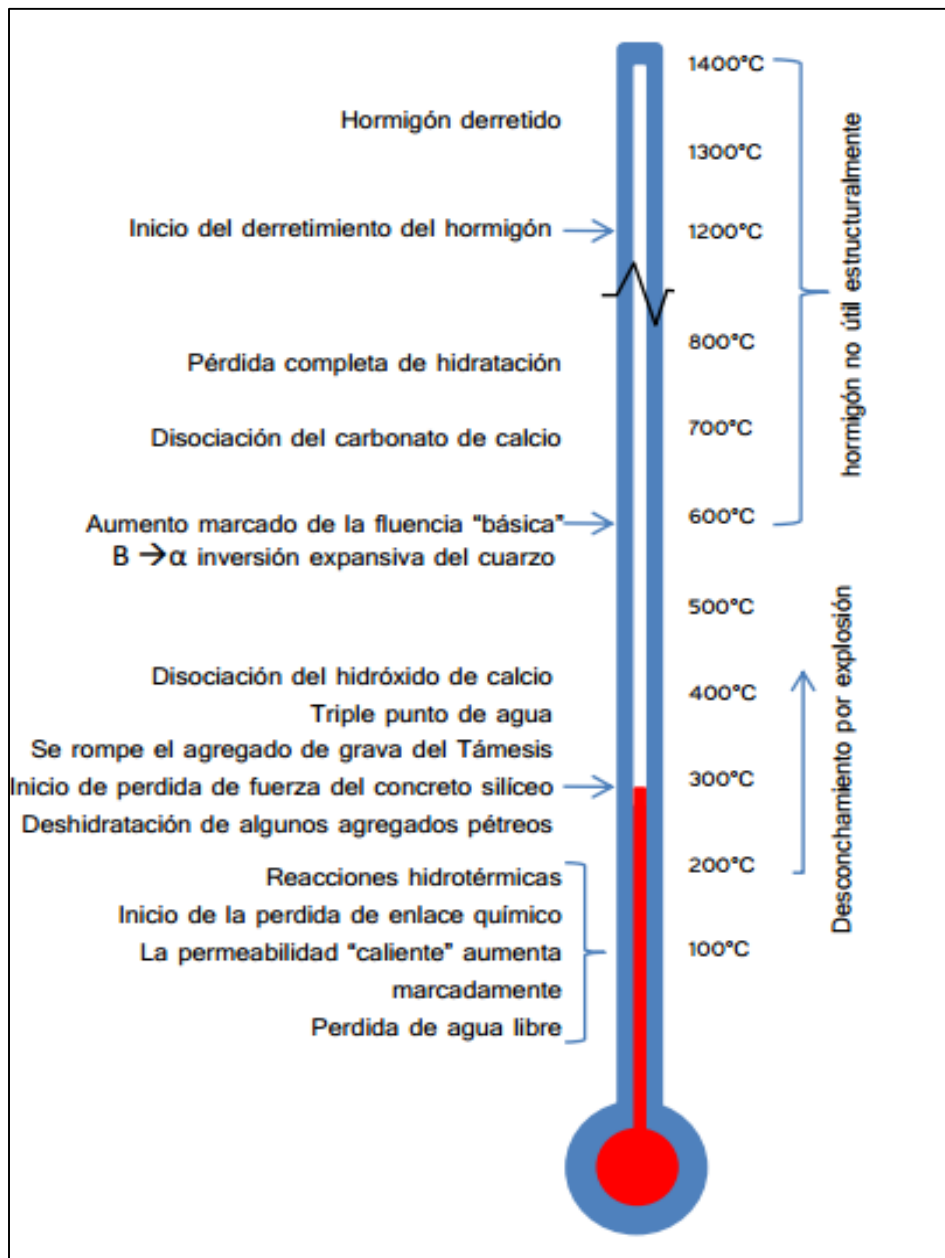 Hormigón derretido
Inicio del derretimiento del hormigón
Pérdida completa de hidratación
Disociación del carbonato de calcio
Aumento marcado de la fluencia “básica”
B →α inversión expansiva del cuarzo
Disociación del hidróxido de calcio
Triple punto de agua
Se rompe el agregado de grava del Támesis
Inicio de perdida de fuerza del concreto silíceo
Deshidratación de algunos agregados pétreos
Reacciones hidrotérmicas
Inicio de la perdida de enlace químico
La permeabilidad “caliente” aumenta
marcadamente
Perdida de agua libre
1400°C
1300°C
1200°C
800°C
700°C
600°C
500°C
400°C
300°C
200°C
100°C
hormigón no útil estructuralmente
Desconchamiento por explosión